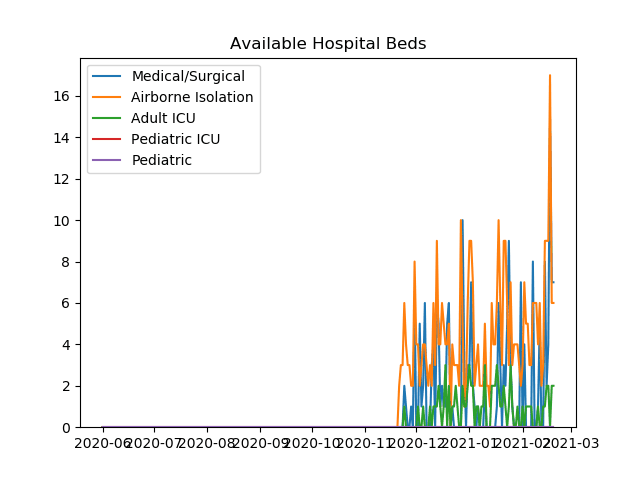 Available Hospital Beds
Medical/Surgical
Airborne Isolation
Adult ICU
Pediatric ICU
Pediatric
16
14
12
10
8
6
4
2
0
2020-06 2020-07 2020-08 2020-09 2020-10 2020-11 2020-12 2021-01 2021-02 2021-03